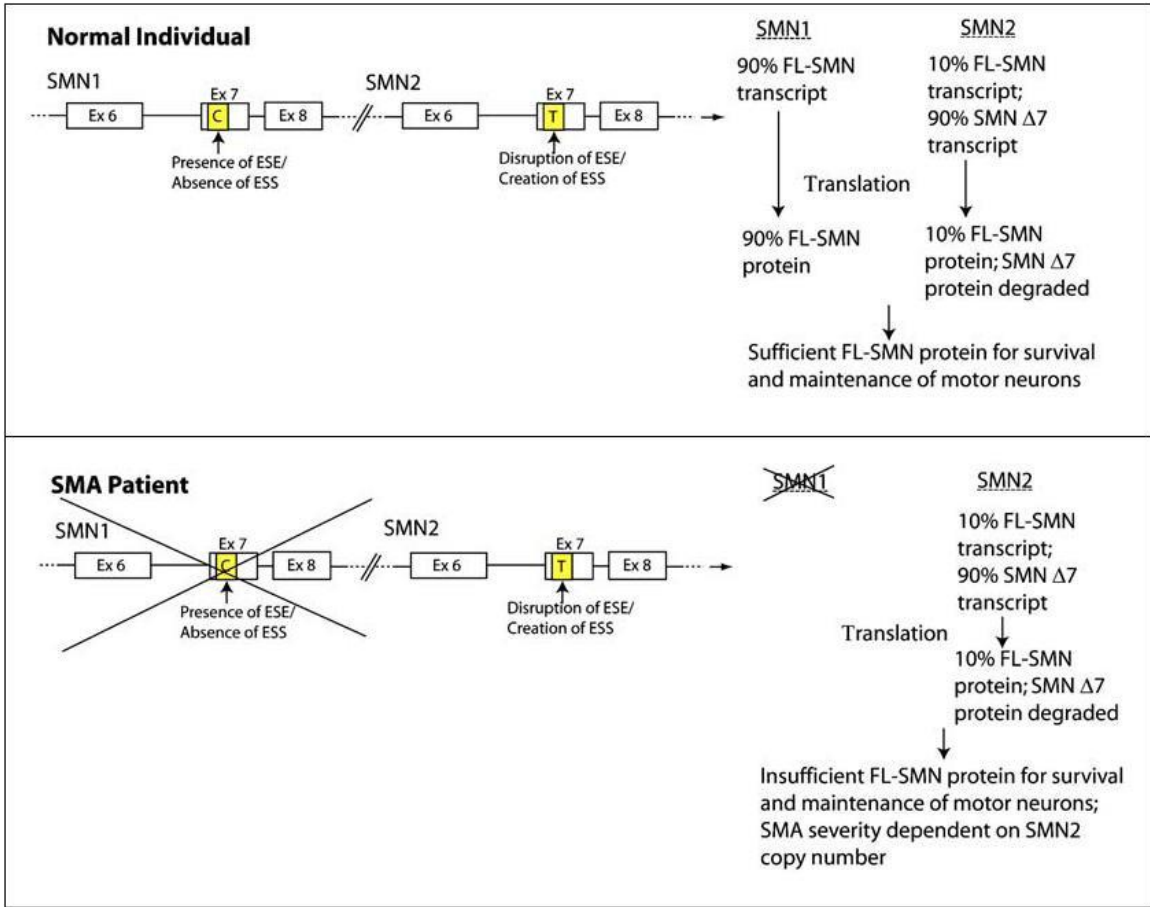 Normal Individual
SMN1
Ex 6
Ex 7
C
Ex 8
Presence of ESE/
Absence of ESS
SMN2
Ex 6
Ex 7
T
Ex 8
Disruption of ESE/
Creation of ESS
SMN1
90% FL-SMN
transcript
SMN2
10% FL-SMN
transcript;
90% SMN Δ7
transcript
Translation
90% FL-SMN
protein
10% FL-SMN
protein; SMN Δ7
protein degraded
Sufficient FL-SMN protein for survival
and maintenance of motor neurons
SMA Patient
SMN1
Ex 6
Ex 7
C
Ex 8
Presence of ESE/
Absence of ESS
SMN2
Ex 6
Ex 7
T
Ex 8
Disruption of ESE/
Creation of ESS
SMN1
SMN2
10% FL-SMN
transcript;
90% SMN Δ7
transcript
Translation
10% FL-SMN
protein; SMN Δ7
protein degraded
Insufficient FL-SMN protein for survival
and maintenance of motor neurons;
SMA severity dependent on SMN2
copy number